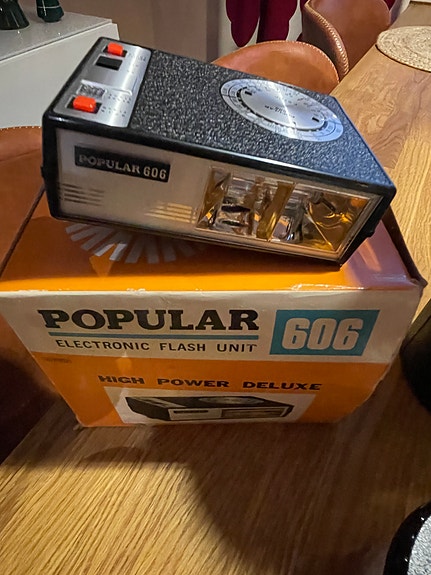 POPULAR 606
POPULAR 606
ELECTRONIC FLASH UNIT
HIGH POWER DELUXE